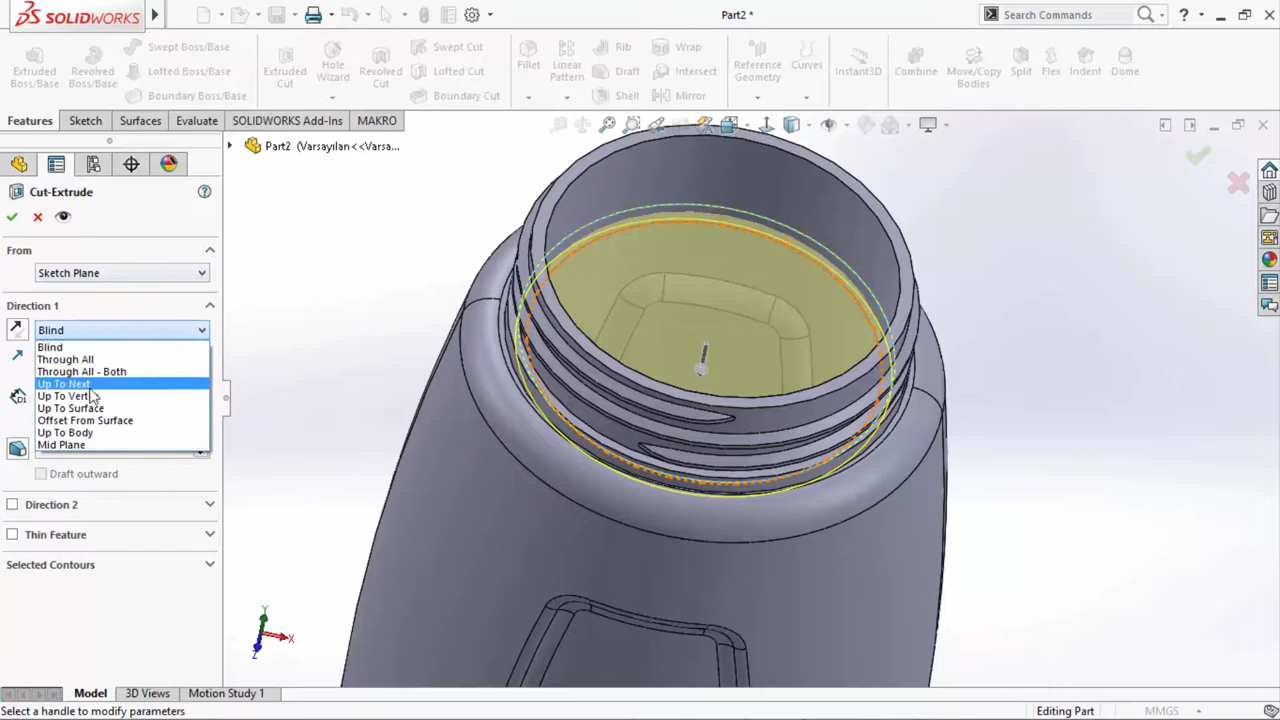 SOLIDWORKS
Part2 *
Search Commands
?
Extruded Boss/Base
Revolved Boss/Base
Swept Boss/Base
Lofted Boss/Base
Boundary Boss/Base
Extruded Cut
Hole Wizard
Revolved Cut
Swept Cut
Lofted Cut
Boundary Cut
Fillet
Linear Pattern
Rib
Draft
Shell
Wrap
Intersect
Mirror
Reference Geometry
Curves
Instant3D
Combine
Move/Copy Bodies
Split
Flex
Indent
Dome
Features
Sketch
Surfaces
Evaluate
SOLIDWORKS Add-Ins
MAKRO
Part2 (Varsayılan<<Varsa...
Cut-Extrude
From
Sketch Plane
Direction 1
Blind
Blind
Through All
Through All - Both
Up To Next
Up To Vert
Up To Surface
Offset From Surface
Up To Body
Mid Plane
Draft outward
Direction 2
Thin Feature
Selected Contours
Y
X
Z
Model
3D Views
Motion Study 1
Select a handle to modify parameters
Editing Part
MMGS